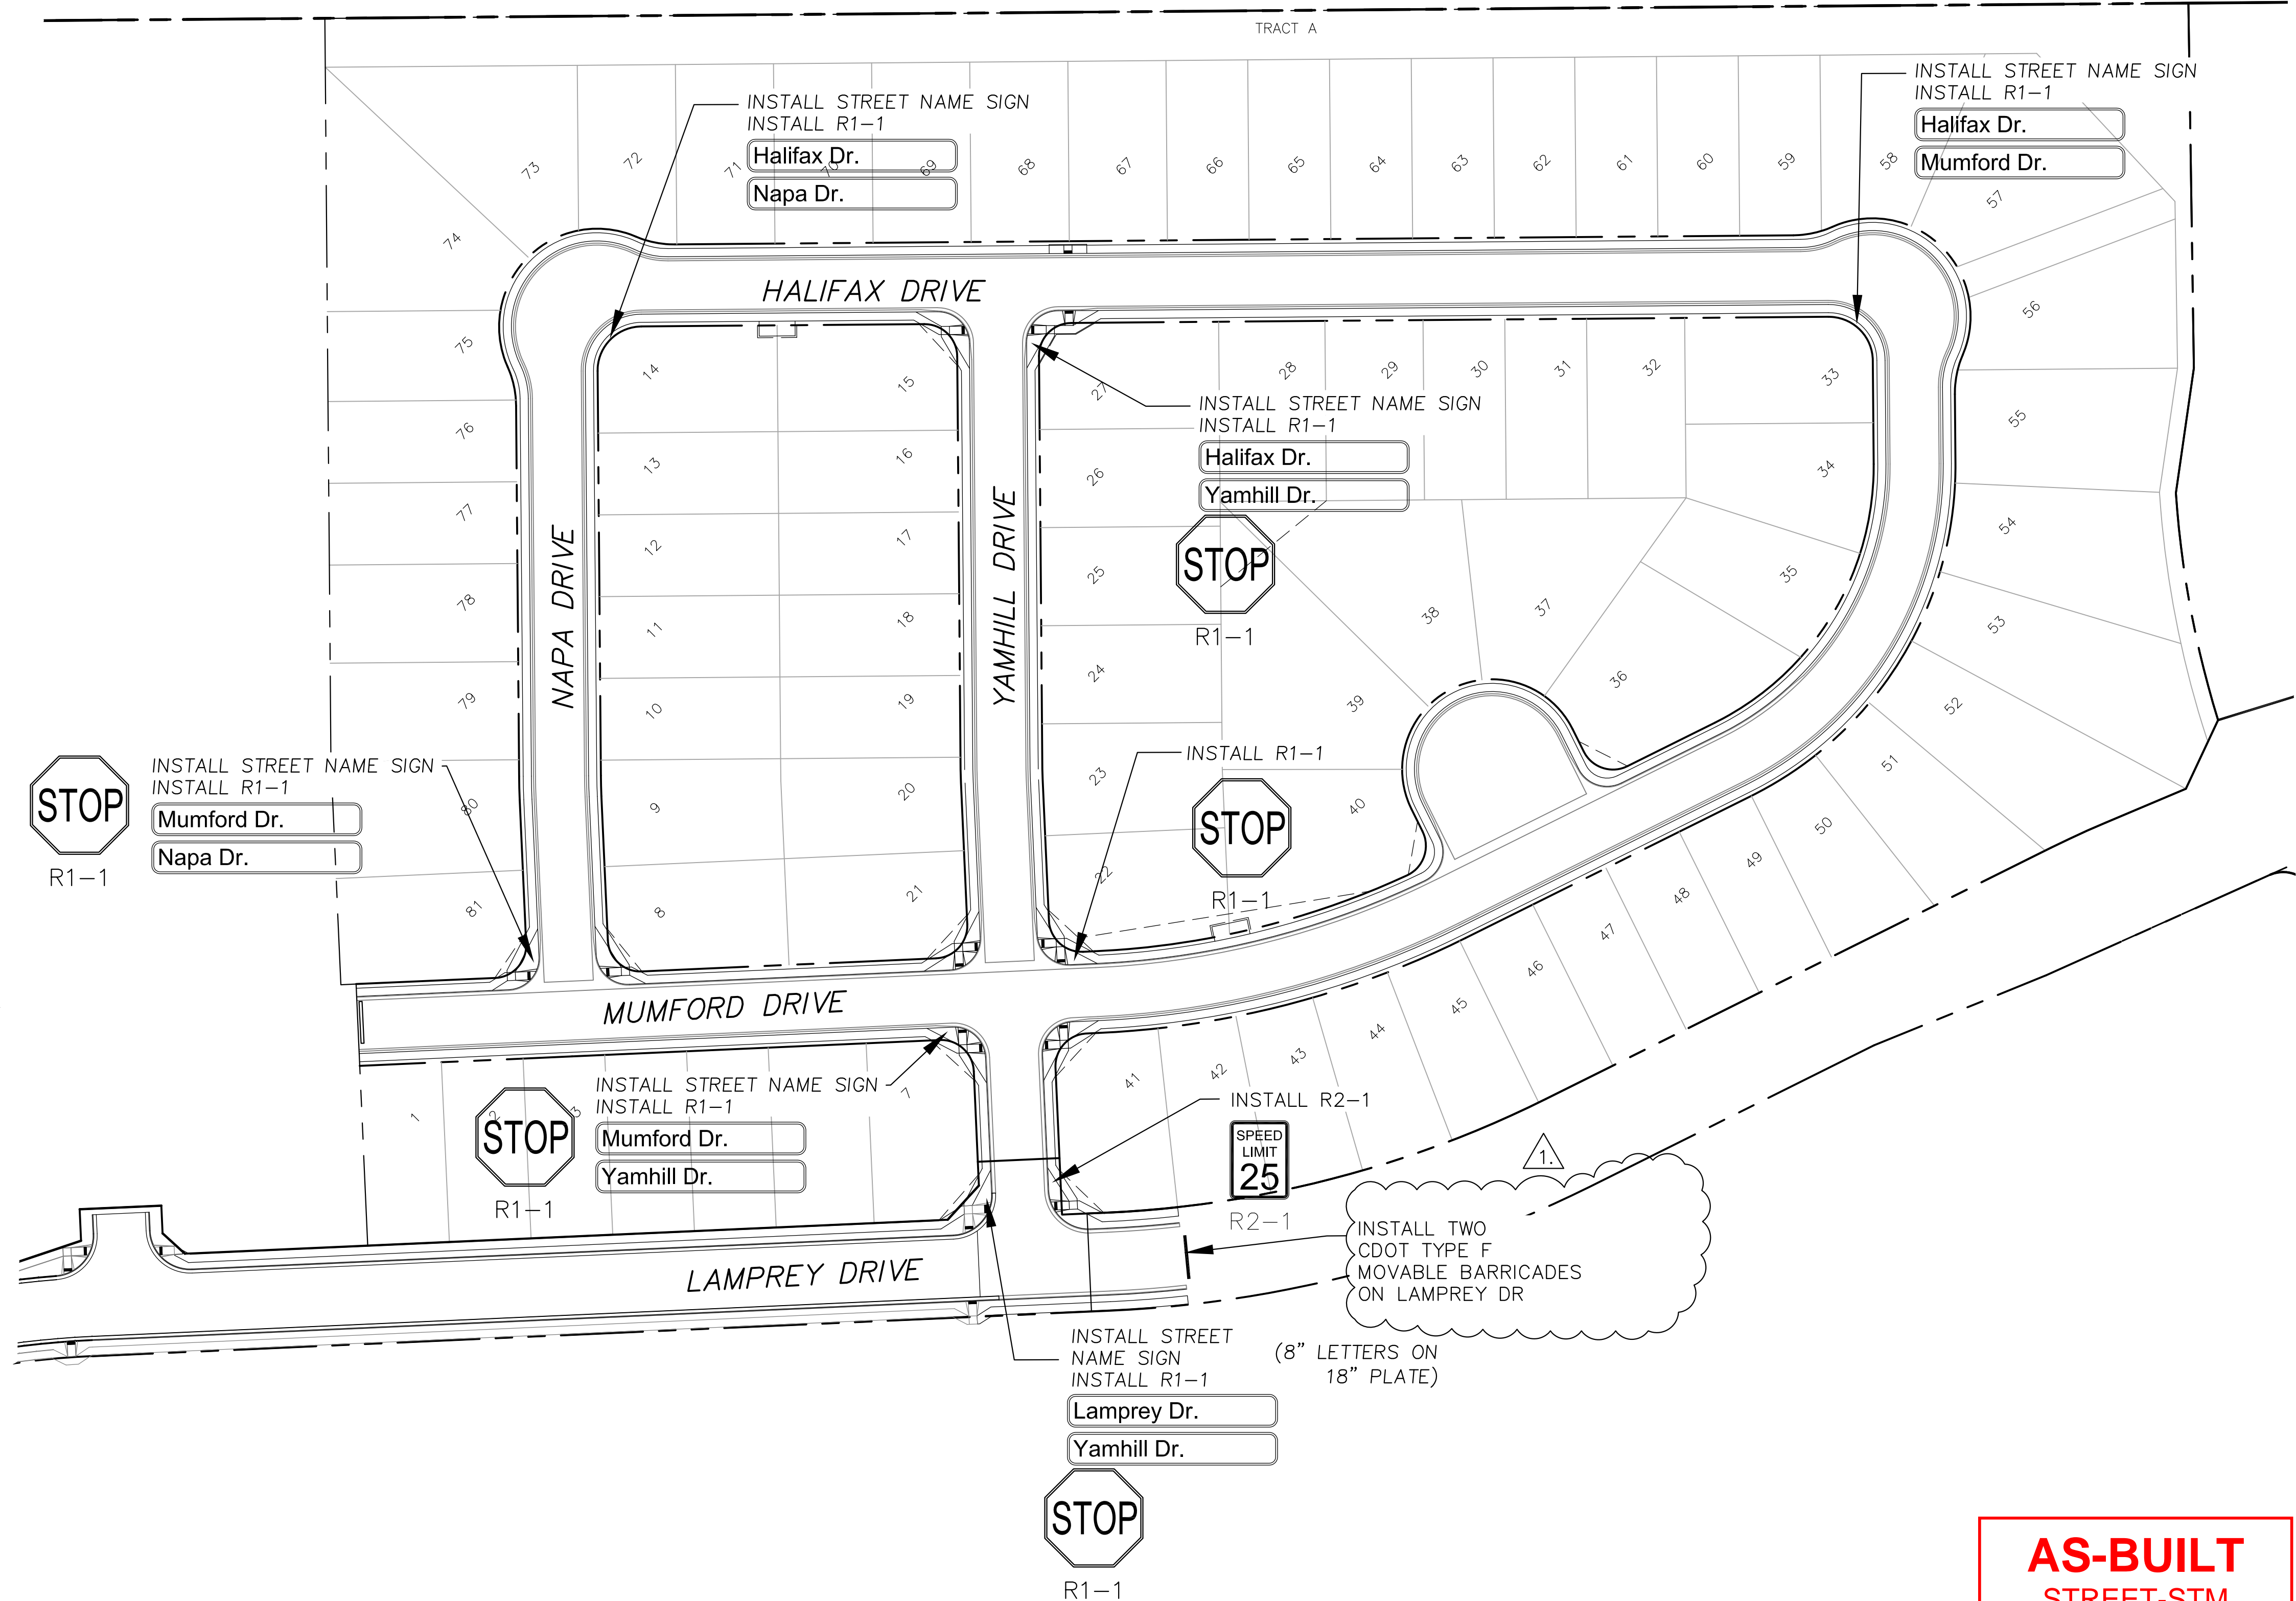 TRACT A
INSTALL STREET NAME SIGN
INSTALL R1-1
Halifax Dr.
Napa Dr.
INSTALL STREET NAME SIGN
INSTALL R1-1
Halifax Dr.
Mumford Dr.
73
72
71
70
69
68
67
66
65
64
63
62
61
60
59
58
57
74
HALIFAX DRIVE
56
75
14
15
27
28
29
30
31
32
33
INSTALL STREET NAME SIGN
INSTALL R1-1
Halifax Dr.
Yamhill Dr.
STOP
R1-1
55
76
13
16
26
34
77
12
17
25
54
NAPA DRIVE
YAMHILL DRIVE
78
11
18
24
38
37
35
53
79
10
19
39
36
52
INSTALL R1-1
STOP
R1-1
STOP
R1-1
INSTALL STREET NAME SIGN
INSTALL R1-1
Mumford Dr.
Napa Dr.
80
9
20
23
40
51
50
81
8
21
22
49
48
47
46
45
44
43
42
41
MUMFORD DRIVE
1
2
3
7
STOP
R1-1
INSTALL STREET NAME SIGN
INSTALL R1-1
Mumford Dr.
Yamhill Dr.
INSTALL R2-1
SPEED
LIMIT
25
R2-1
1.
INSTALL TWO
CDOT TYPE F
MOVABLE BARRICADES
ON LAMPREY DR
LAMPREY DRIVE
INSTALL STREET
NAME SIGN
INSTALL R1-1
(8" LETTERS ON
18" PLATE)
Lamprey Dr.
Yamhill Dr.
STOP
R1-1
AS-BUILT
STREET-STM